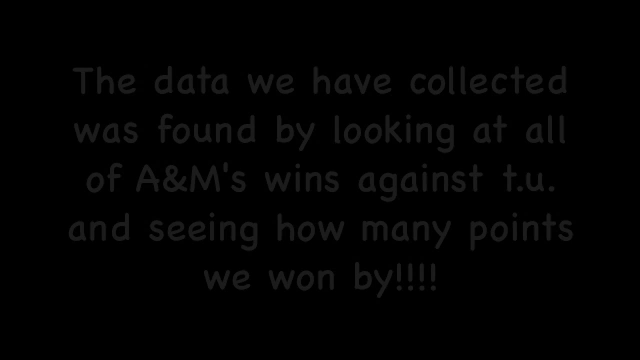 The data we have collected
was found by looking at all
of A&M's wins against t.u.
and seeing how many points
we won by!!!!